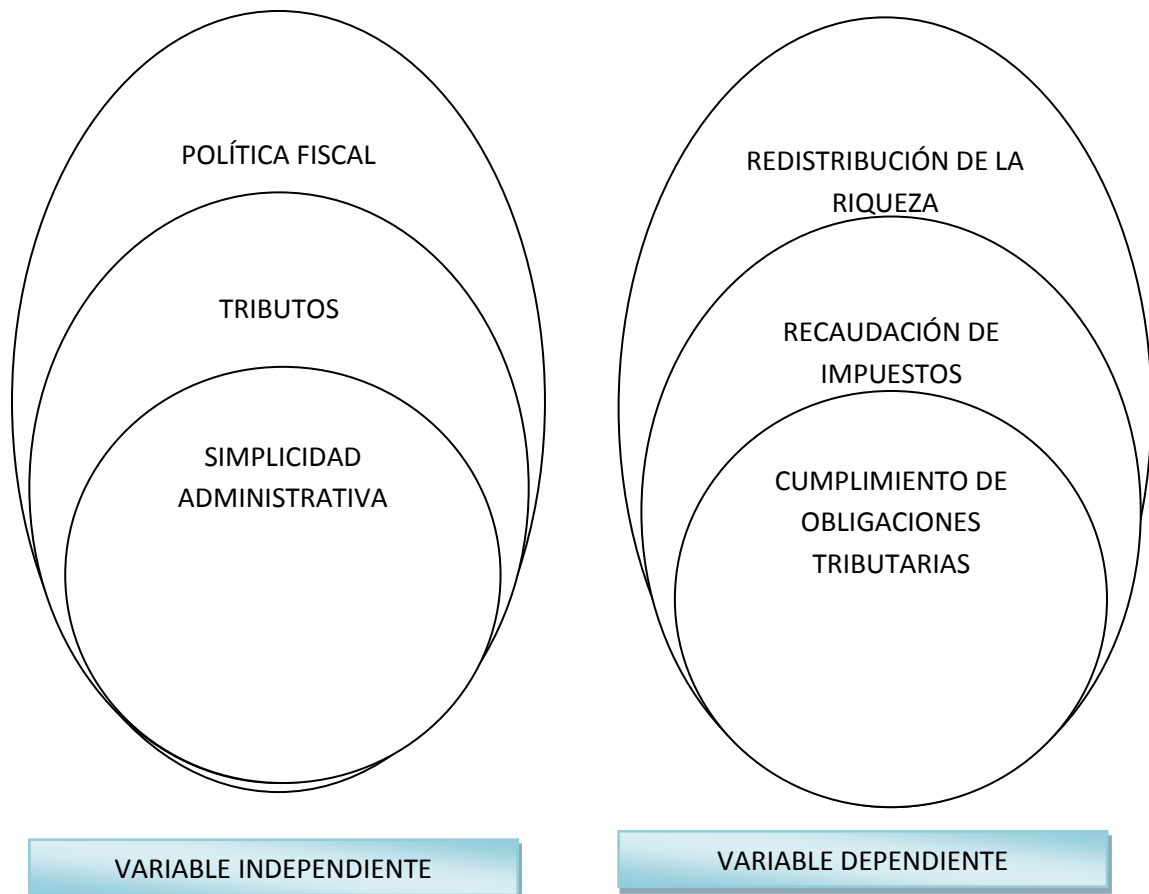 POLÍTICA FISCAL
TRIBUTOS
SIMPLICIDAD
ADMINISTRATIVA
VARIABLE INDEPENDIENTE
REDISTRIBUCIÓN DE LA
RIQUEZA
RECAUDACIÓN DE
IMPUESTOS
CUMPLIMIENTO DE
OBLIGACIONES
TRIBUTARIAS
VARIABLE DEPENDIENTE